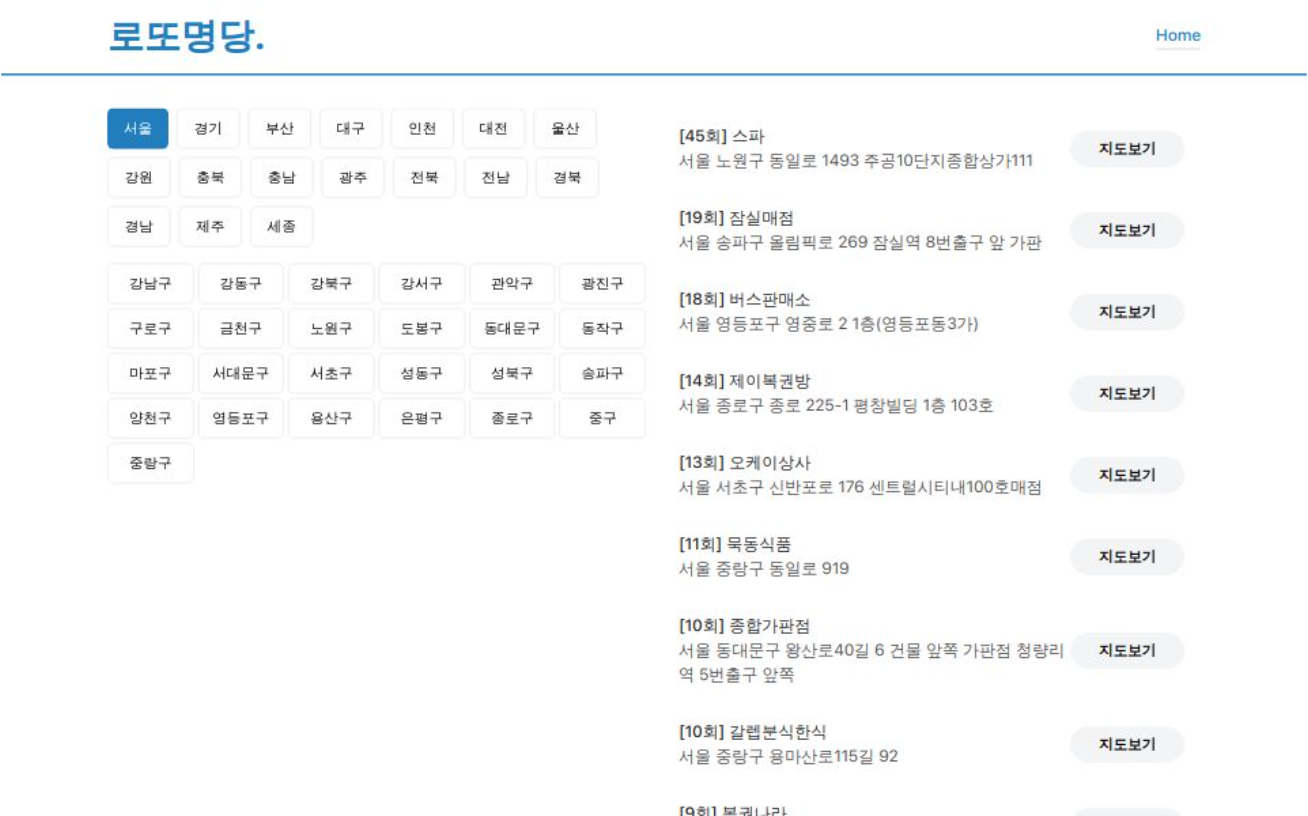 로또명당.
Home
서울 경기 부산 대구 인천 대전 울산
강원 충북 충남 광주 전북 전남 경북
경남 제주 세종
강남구 강동구 강북구 강서구 관악구 광진구
구로구 금천구 노원구 도봉구 동대문구 동작구
마포구 서대문구 서초구 성동구 성북구 송파구
양천구 영등포구 용산구 은평구 종로구 중구
중랑구
[45회] 스파
서울 노원구 동일로 1493 주공10단지종합상가111
지도보기
[19회] 잠실매점
서울 송파구 올림픽로 269 잠실역 8번출구 앞 가판
지도보기
[18회] 버스판매소
서울 영등포구 영중로 2 1층(영등포동3가)
지도보기
[14회] 제이복권방
서울 종로구 종로 225-1 평창빌딩 1층 103호
지도보기
[13회] 오케이상사
서울 서초구 신반포로 176 센트럴시티내100호매점
지도보기
[11회] 묵동식품
서울 중랑구 동일로 919
지도보기
[10회] 종합가판점
서울 동대문구 왕산로40길 6 건물 앞쪽 가판점 청량리
역 5번출구 앞쪽
지도보기
[10회] 갈렙분식한식
서울 중랑구 용마산로115길 92
지도보기
[9회] 복권나라